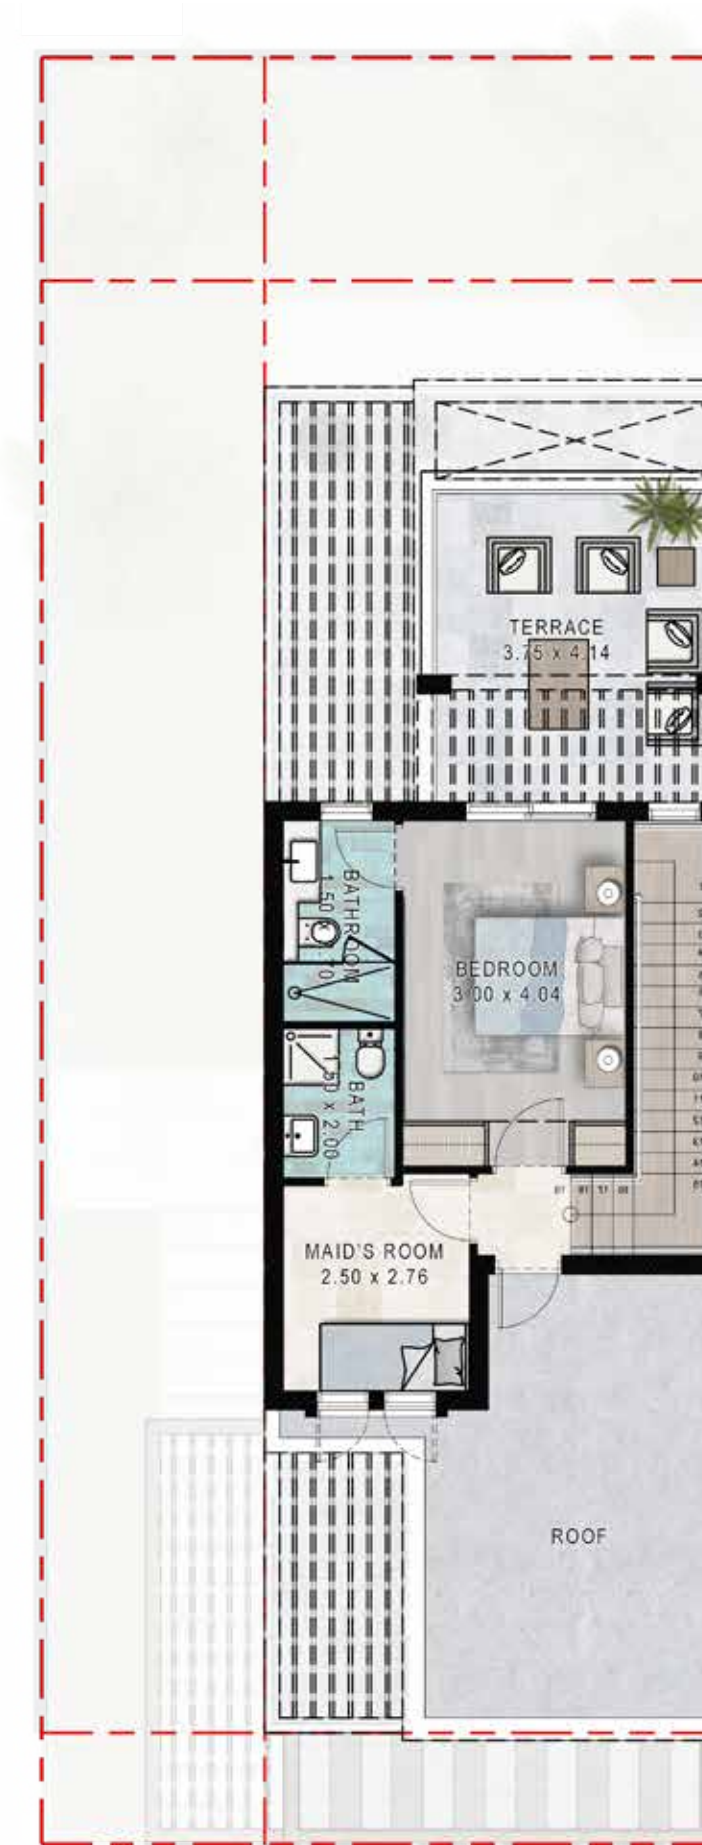 TERRACE
3.75 x 4.14
BATHROOM
BEDROOM
3.00 x 4.04
BATH
1.50 x 2.00
MAID'S ROOM
2.50 x 2.76
ROOF